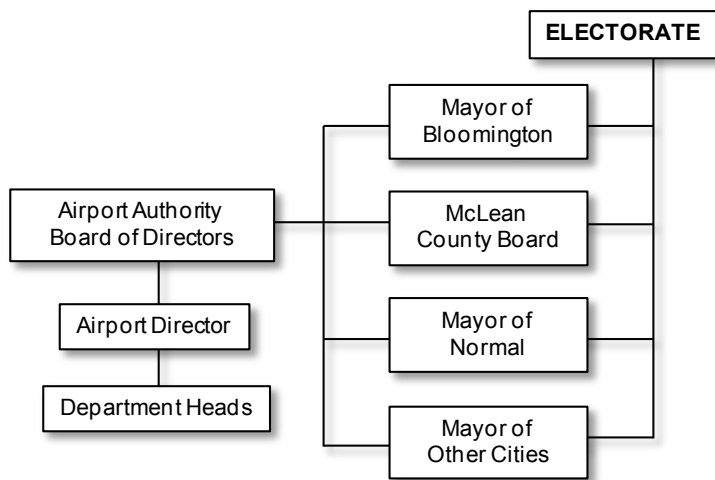 ELECTORATE
Mayor of
Bloomington
Airport Authority
Board of Directors
McLean
County Board
Airport Director
Mayor of
Normal
Department Heads
Mayor of
Other Cities